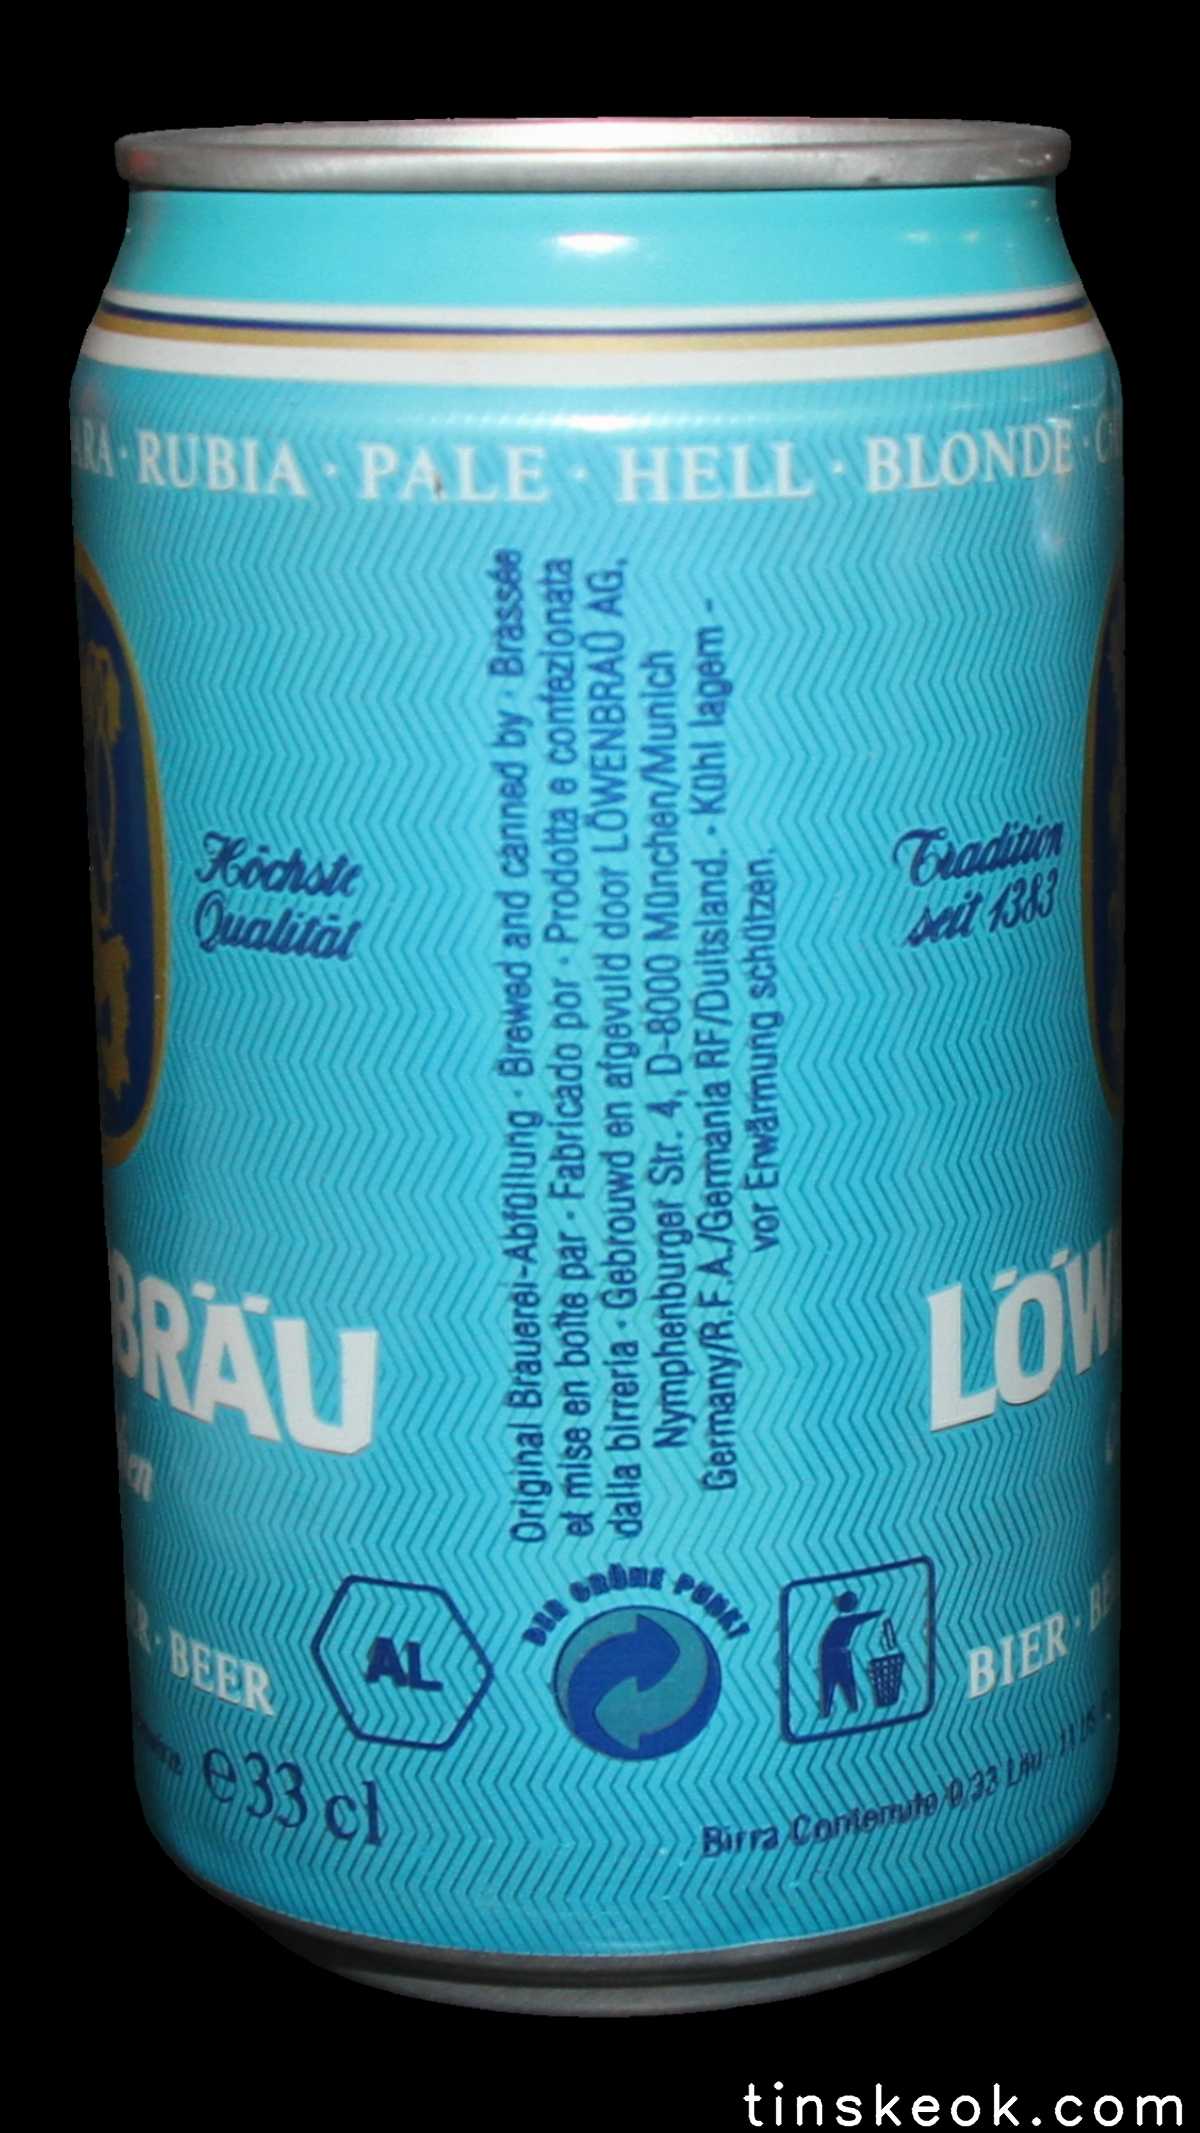 RUBIA · PALE · HELL · BLONDE
Original Brauerei-Abfüllung · Brewed and canned by · Brassée
et mise en boîte par · Fabricado por · Prodotta e confezionata
dalla birreria · Gebrouwd en afgevuld door LÖWENBRÄU AG,
Nymphenburger Str. 4, D-8000 München/Munich
Germany/R.F.A./Germania RF/Duitsland. · Kühl lagern -
vor Erwärmung schützen.
Höchste
Qualität
Tradition
seit 1383
BRÄU
LÖW
DER GRÜNE PUNKT
AL
BEER
BIER ·
e 33 cl
Birra Contenuto 0,33 L
tinskeok.com